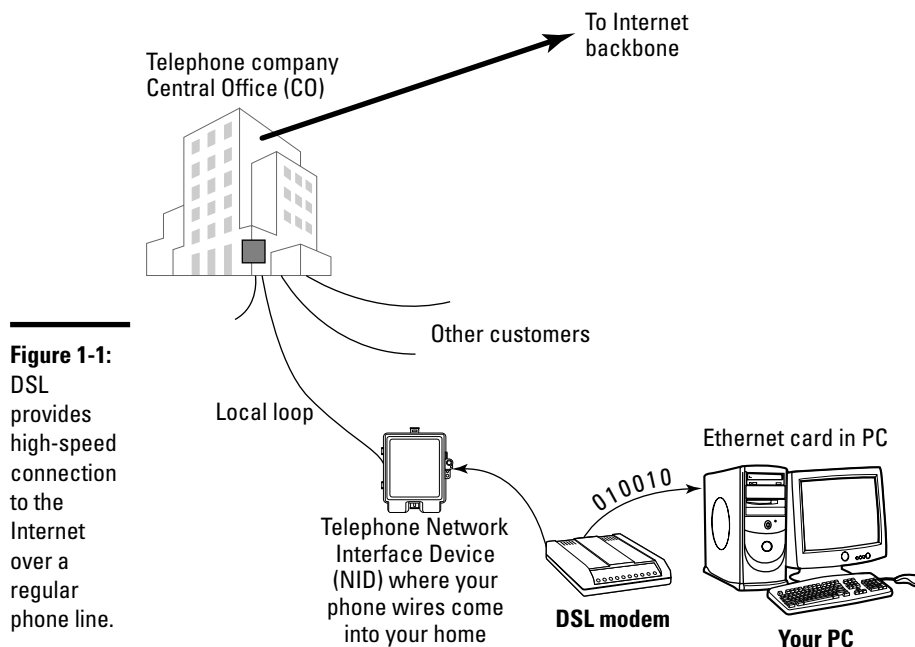 To Internet
backbone
Telephone company
Central Office (CO)
Other customers
Figure 1-1:
DSL
provides
high-speed
connection
to the
Internet
over a
regular
phone line.
Local loop
Ethernet card in PC
010010
Telephone Network
Interface Device
(NID) where your
phone wires come
into your home
DSL modem
Your PC